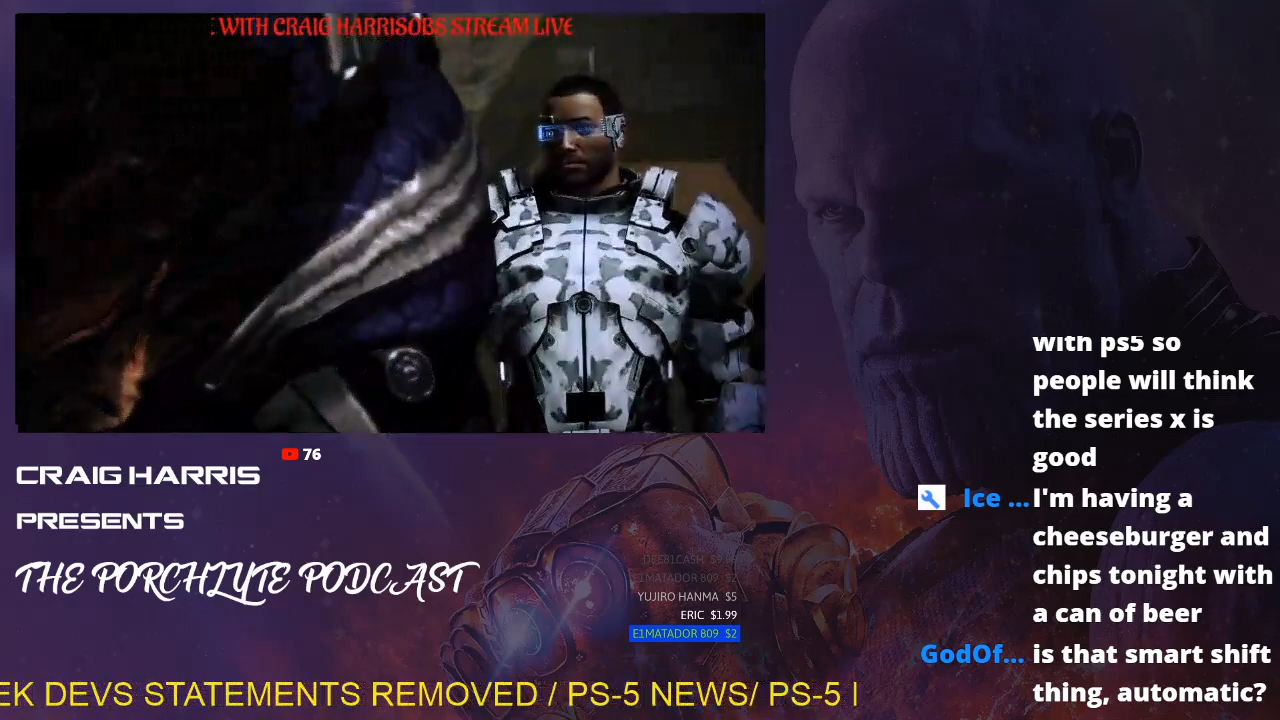 : WITH CRAIG HARRISOBS STREAM LIVE
76
CRAIG HARRIS
PRESENTS
THE PORCHLYTE PODCAST
E1MATADOR 809 $2
YUJIRO HANMA $5
ERIC $1.99
E1MATADOR 809 $2
with ps5 so
people will think
the series x is
good
Ice ... I'm having a
cheeseburger and
chips tonight with
a can of beer
GodOf... is that smart shift
thing, automatic?
EK DEVS STATEMENTS REMOVED / PS-5 NEWS/ PS-5 I